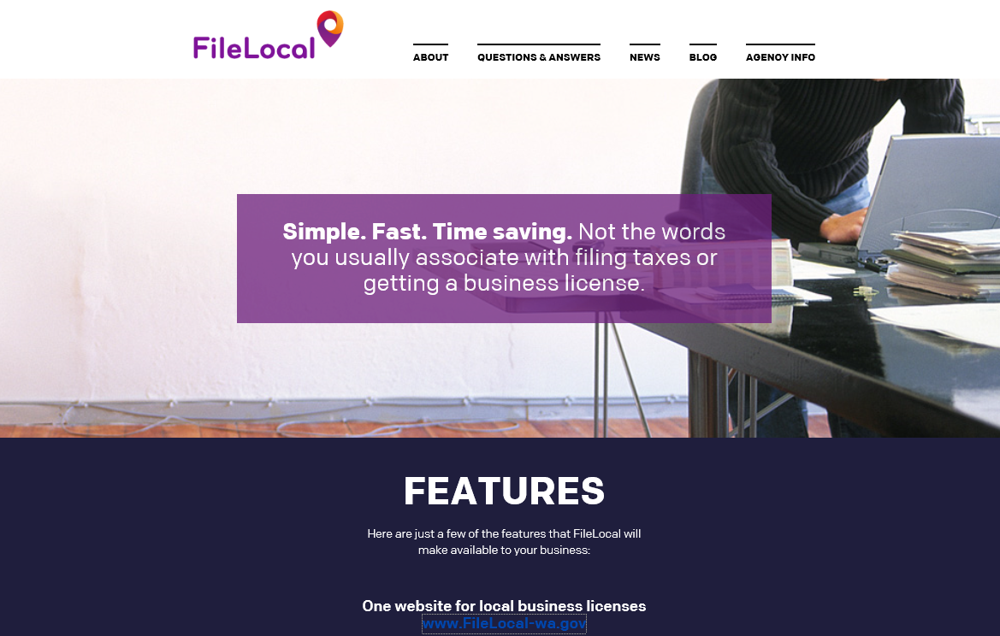 FileLocal
ABOUT
QUESTIONS & ANSWERS
NEWS
BLOG
AGENCY INFO
Simple. Fast. Time saving. Not the words
you usually associate with filing taxes or
getting a business license.
FEATURES
Here are just a few of the features that FileLocal will
make available to your business:
One website for local business licenses
www.FileLocal-wa.gov